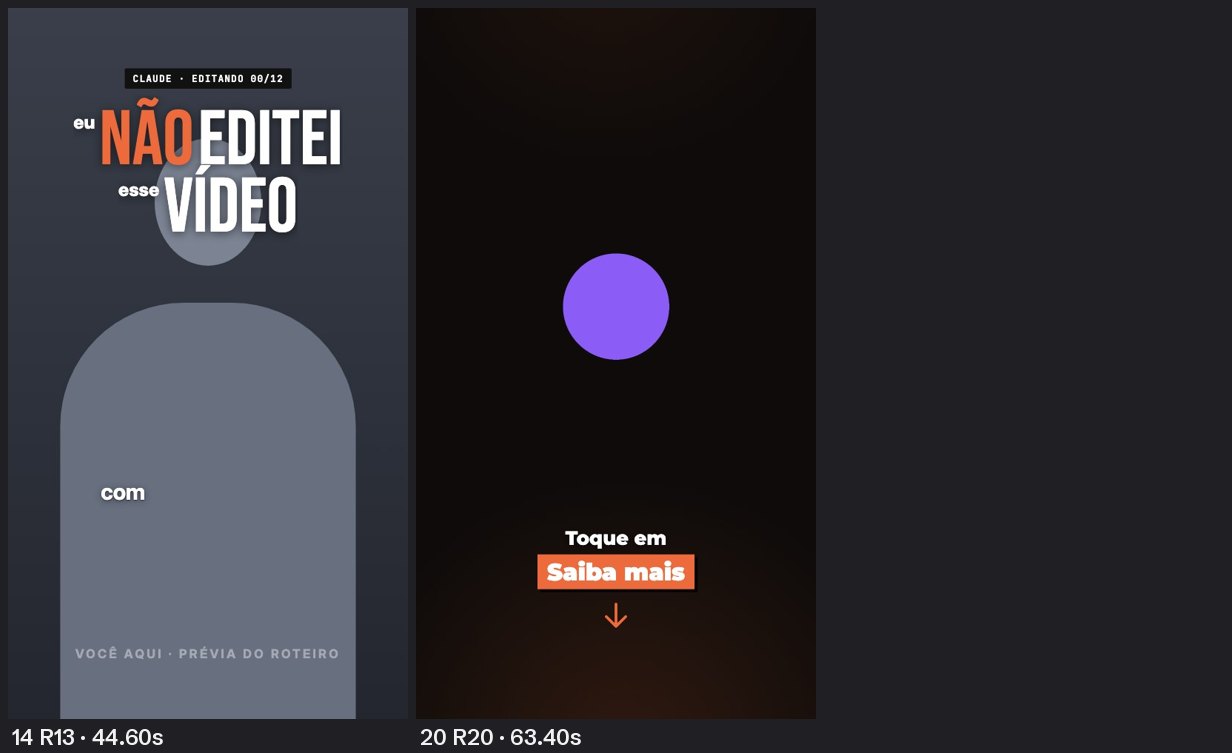 CLAUDE · EDITANDO 00/12
eu NÃO EDITEI
esse VÍDEO
com
VOCÊ AQUI · PRÉVIA DO ROTEIRO
14 R13 · 44.60s
Toque em
Saiba mais
20 R20 · 63.40s